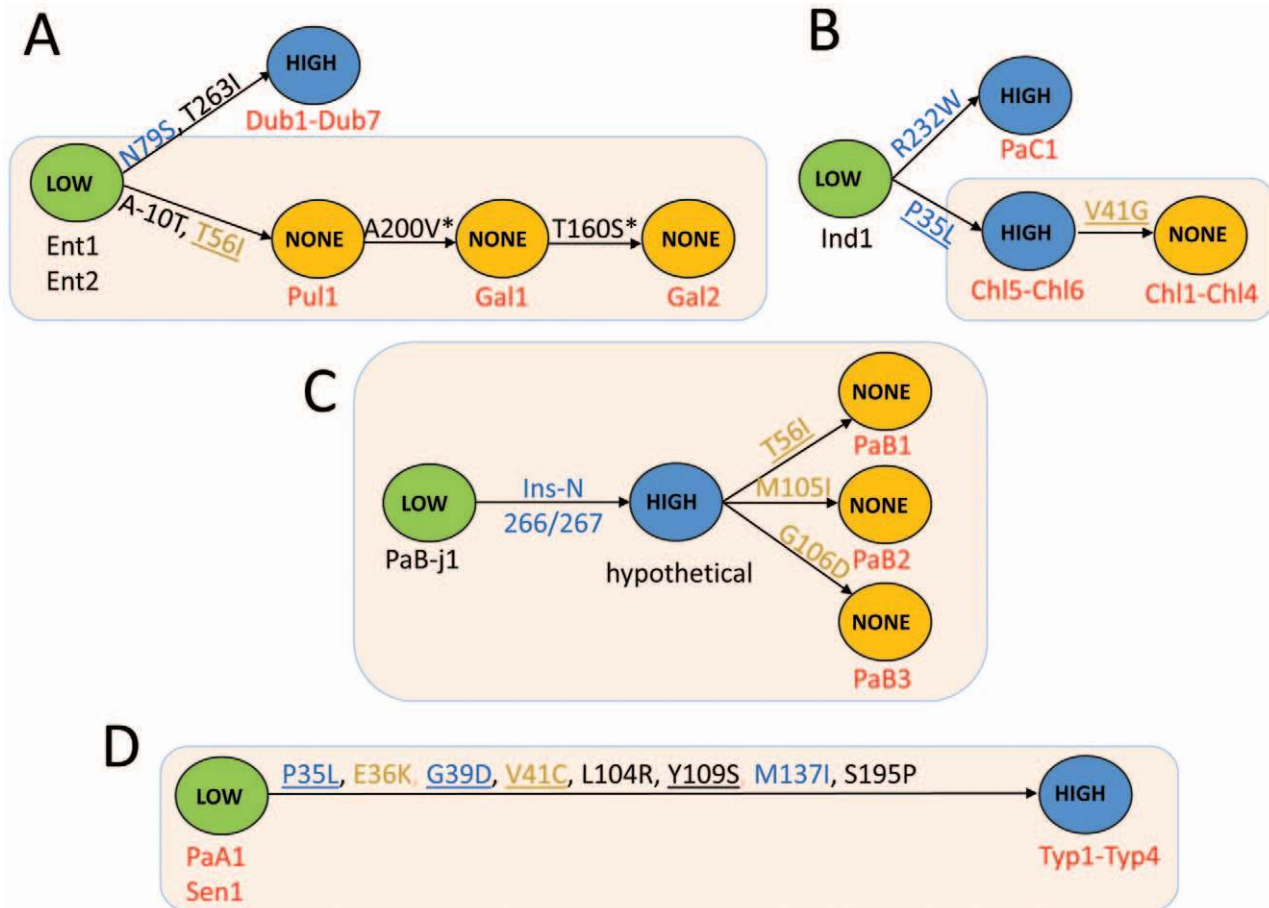 A
HIGH
N79S, T263I
Dub1-Dub7
LOW
A-10T, T56I
Ent1
Ent2
NONE
Pul1
A200V*
NONE
Gal1
T160S*
NONE
Gal2
B
HIGH
R232W
PaC1
LOW
Ind1
P35L
HIGH
Chl5-Chl6
V41G
NONE
Chl1-Chl4
C
LOW
PaB-j1
Ins-N
266/267
HIGH
hypothetical
T56I
NONE
PaB1
M105I
NONE
PaB2
G106D
NONE
PaB3
D
LOW
PaA1
Sen1
P35L, E36K, G39D, V41C, L104R, Y109S, M137I, S195P
HIGH
Typ1-Typ4